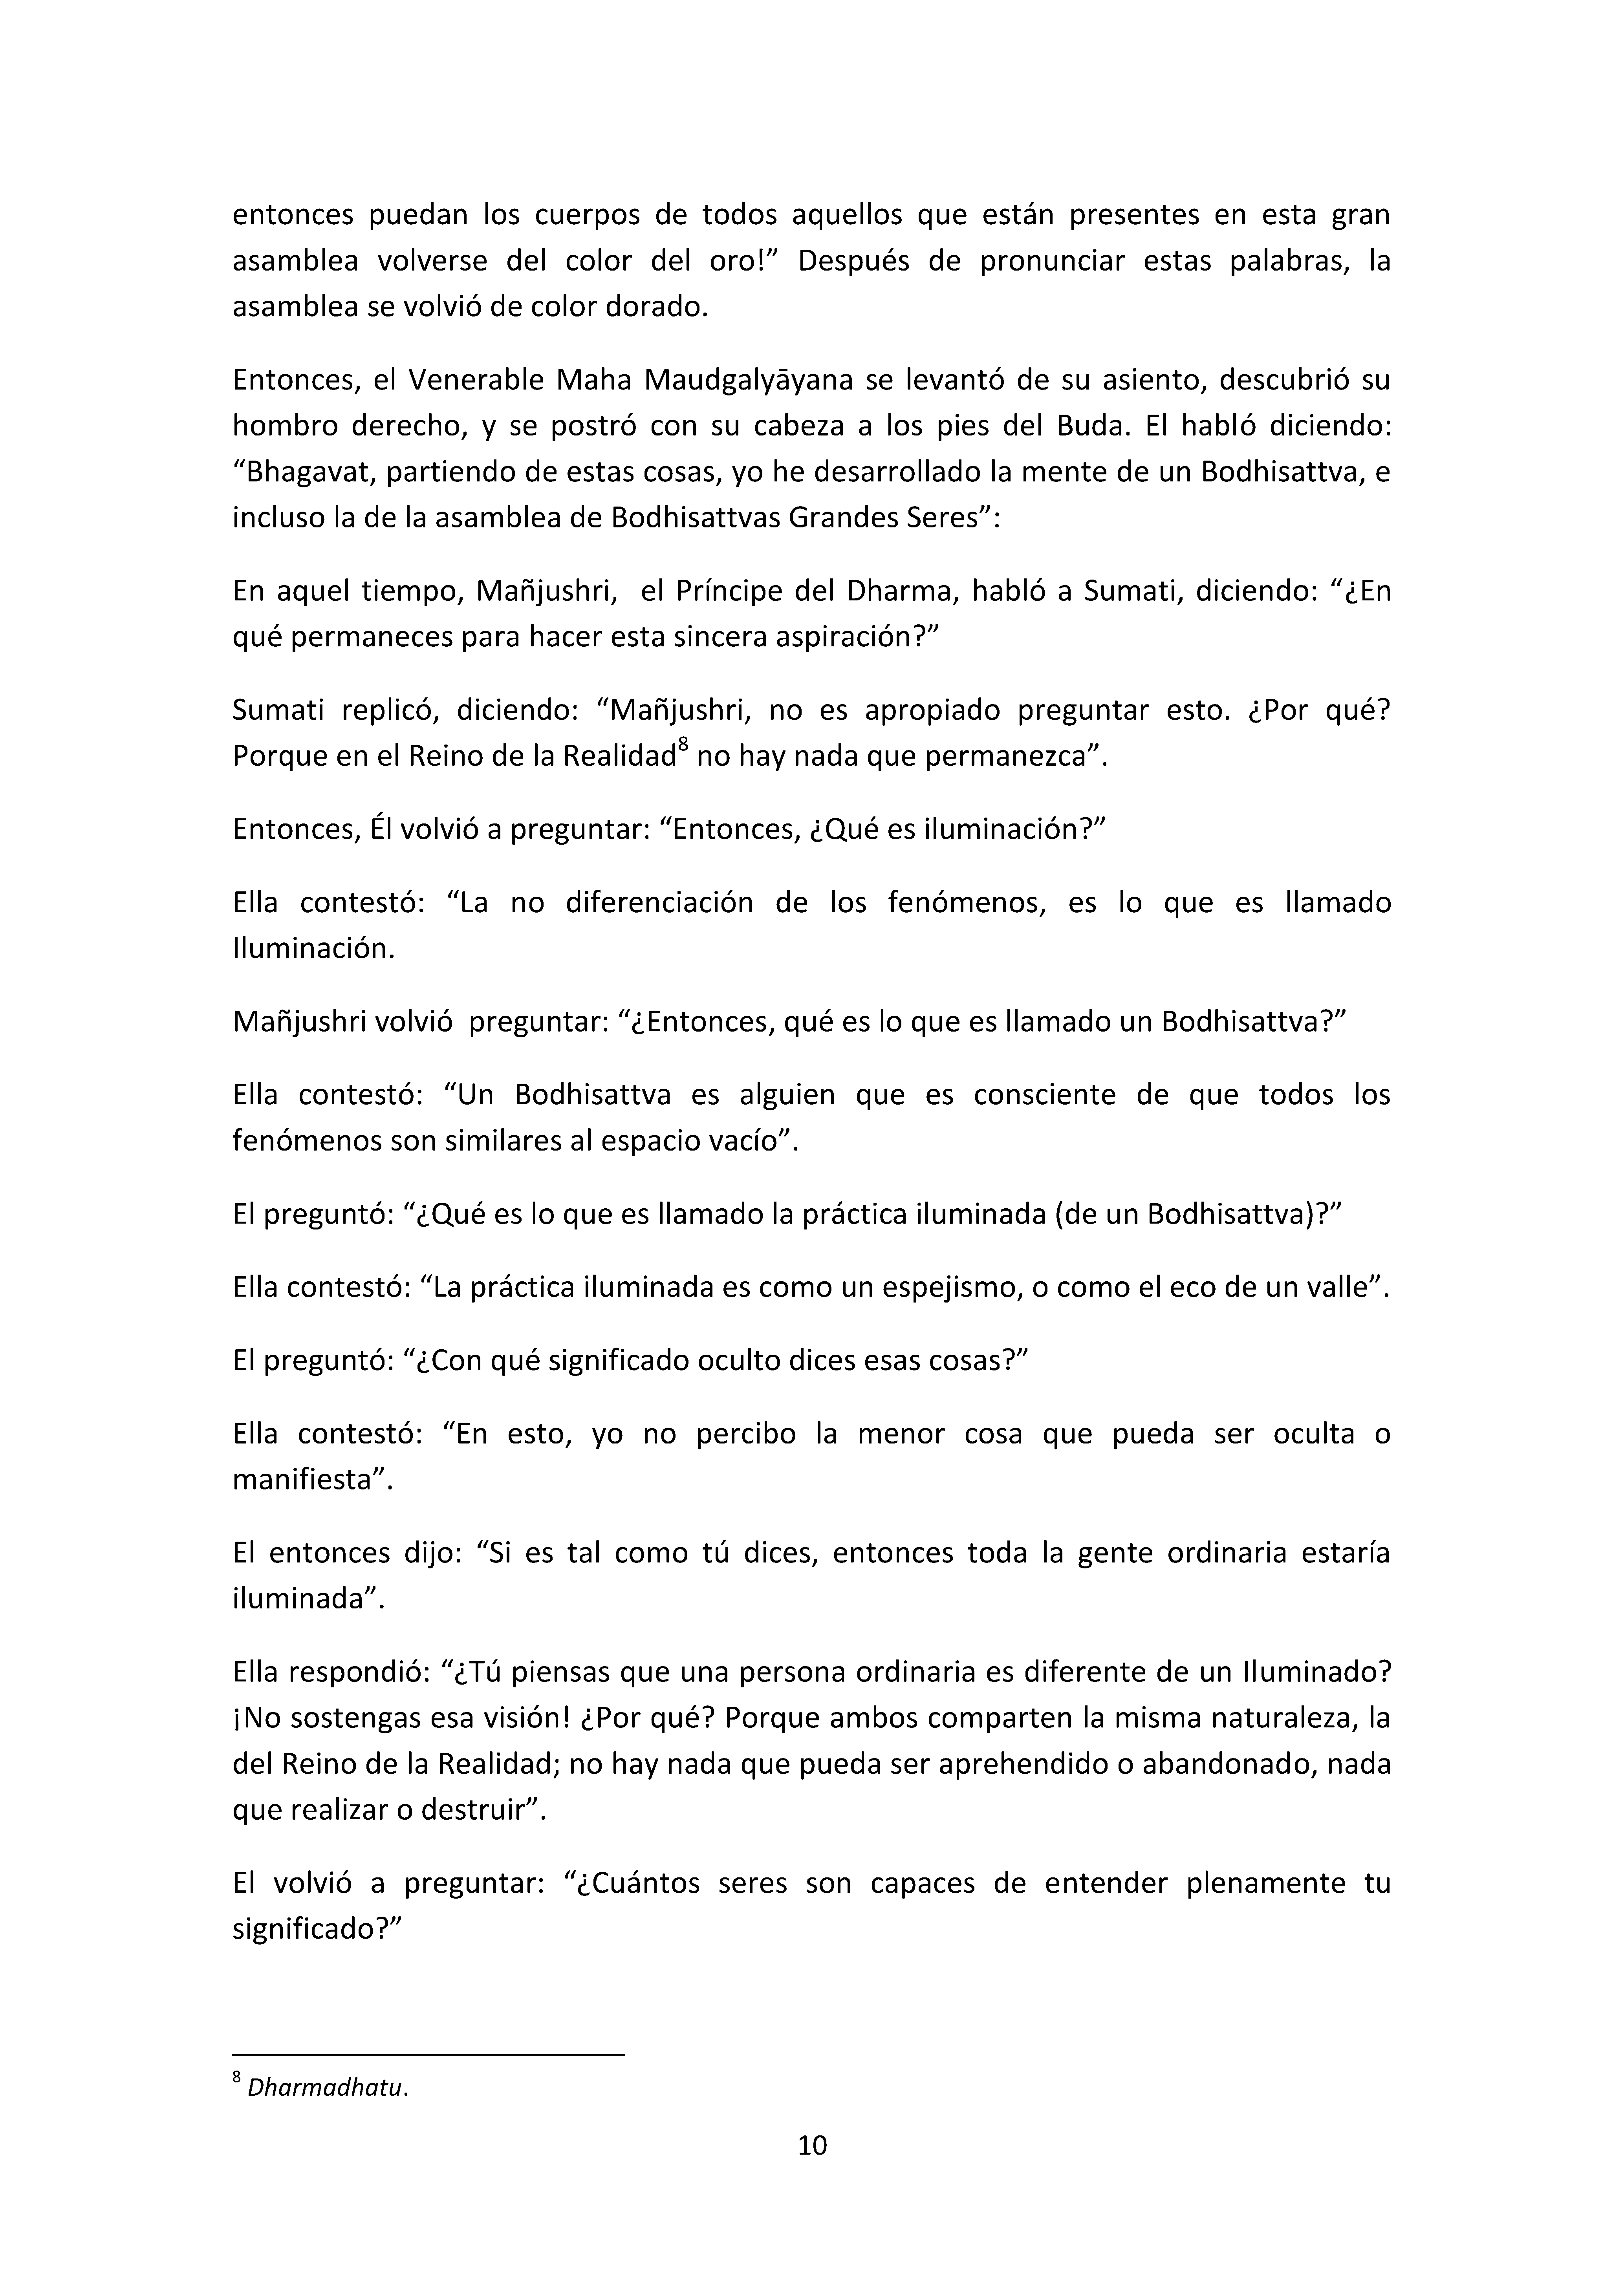 entonces puedan los cuerpos de todos aquellos que están presentes en esta gran
asamblea volverse del color del oro!” Después de pronunciar estas palabras, la
asamblea se volvió de color dorado.
Entonces, el Venerable Maha Maudgalyāyana se levantó de su asiento, descubrió su
hombro derecho, y se postró con su cabeza a los pies del Buda. El habló diciendo:
“Bhagavat, partiendo de estas cosas, yo he desarrollado la mente de un Bodhisattva, e
incluso la de la asamblea de Bodhisattvas Grandes Seres”:
En aquel tiempo, Mañjushri,  el Príncipe del Dharma, habló a Sumati, diciendo: “¿En
qué permaneces para hacer esta sincera aspiración?”
Sumati replicó, diciendo: “Mañjushri, no es apropiado preguntar esto. ¿Por qué?
Porque en el Reino de la Realidad⁸ no hay nada que permanezca”.
Entonces, Él volvió a preguntar: “Entonces, ¿Qué es iluminación?”
Ella contestó: “La no diferenciación de los fenómenos, es lo que es llamado
Iluminación.
Mañjushri volvió  preguntar: “¿Entonces, qué es lo que es llamado un Bodhisattva?”
Ella contestó: “Un Bodhisattva es alguien que es consciente de que todos los
fenómenos son similares al espacio vacío”.
El preguntó: “¿Qué es lo que es llamado la práctica iluminada (de un Bodhisattva)?”
Ella contestó: “La práctica iluminada es como un espejismo, o como el eco de un valle”.
El preguntó: “¿Con qué significado oculto dices esas cosas?”
Ella contestó: “En esto, yo no percibo la menor cosa que pueda ser oculta o
manifiesta”.
El entonces dijo: “Si es tal como tú dices, entonces toda la gente ordinaria estaría
iluminada”.
Ella respondió: “¿Tú piensas que una persona ordinaria es diferente de un Iluminado?
¡No sostengas esa visión! ¿Por qué? Porque ambos comparten la misma naturaleza, la
del Reino de la Realidad; no hay nada que pueda ser aprehendido o abandonado, nada
que realizar o destruir”.
El volvió a preguntar: “¿Cuántos seres son capaces de entender plenamente tu
significado?”
⁸ Dharmadhatu.
10